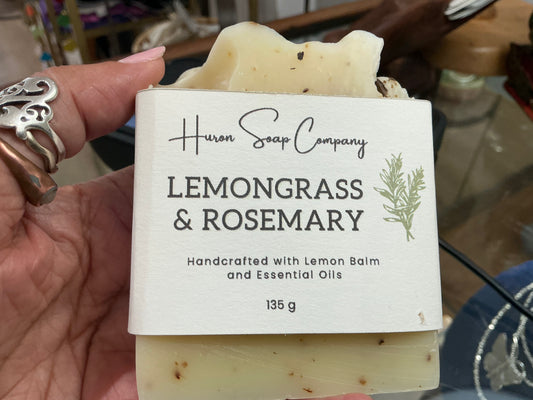 Huron Soap Company
LEMONGRASS
& ROSEMARY
Handcrafted with Lemon Balm
and Essential Oils
135 g